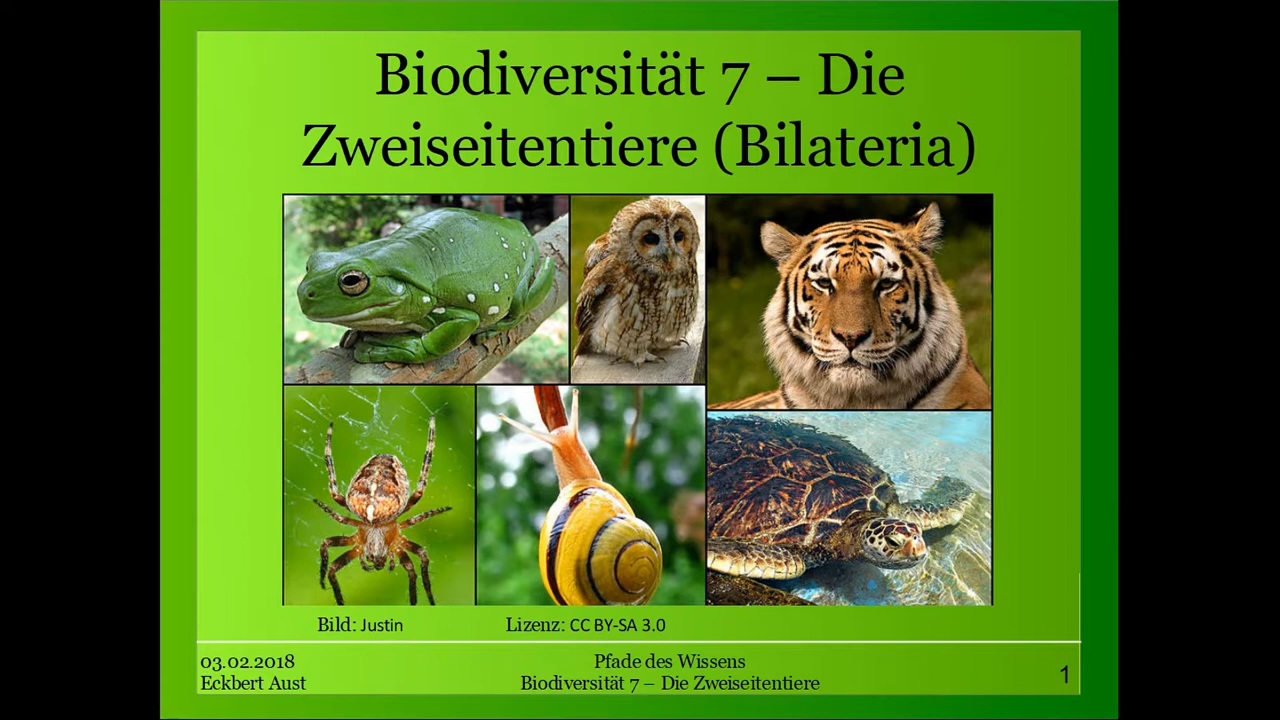 Biodiversität 7 – Die
Zweiseitentiere (Bilateria)
Bild: Justin Lizenz: CC BY-SA 3.0
03.02.2018 Pfade des Wissens
Eckbert Aust Biodiversität 7 – Die Zweiseitentiere 1